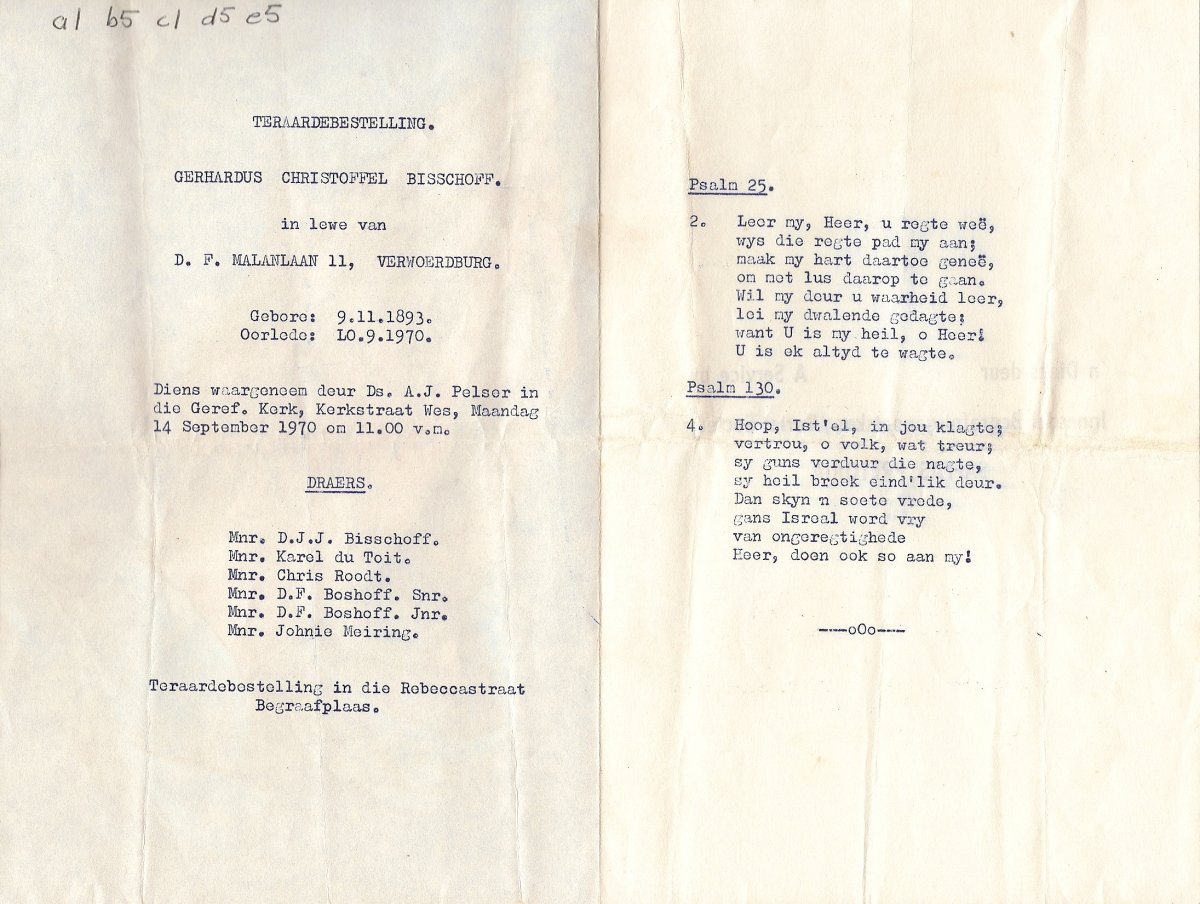 a1 b5 c1 d5 e5
TERAARDEBESTELLING.
GERHARDUS CHRISTOFFEL BISSCHOFF.
in lewe van
D. F. MALANLAAN 11, VERWOERDBURG.
Gebore: 9.11.1893.
Oorlede: LO.9.1970.
Diens waargeneem deur Ds. A.J. Pelser in
die Geref. Kerk, Kerkstraat Wes, Maandag
14 September 1970 om 11.00 v.m.
DRAERS.
Mnr. D.J.J. Bisschoff.
Mnr. Karel du Toit.
Mnr. Chris Roodt.
Mnr. D.F. Boshoff. Snr.
Mnr. D.F. Boshoff. Jnr.
Mnr. Johnie Meiring.
Teraardebestelling in die Rebeccastraat
Begraafplaas.
Psalm 25.
2. Leer my, Heer, u regte weë,
wys die regte pad my aan;
maak my hart daartoe geneë,
om met lus daarop te gaan.
Wil my deur u waarheid leer,
lei my dwalende gedagte;
want U is my heil, o Heer!
U is ek altyd te wagte.
Psalm 130.
4. Hoop, Ist'el, in jou klagte;
vertrou, o volk, wat treur;
sy guns verduur die nagte,
sy heil breek eind'lik deur.
Dan skyn 'n soete vrede,
gans Isreal word vry
van ongeregtighede
Heer, doen ook so aan my!
----oOo----